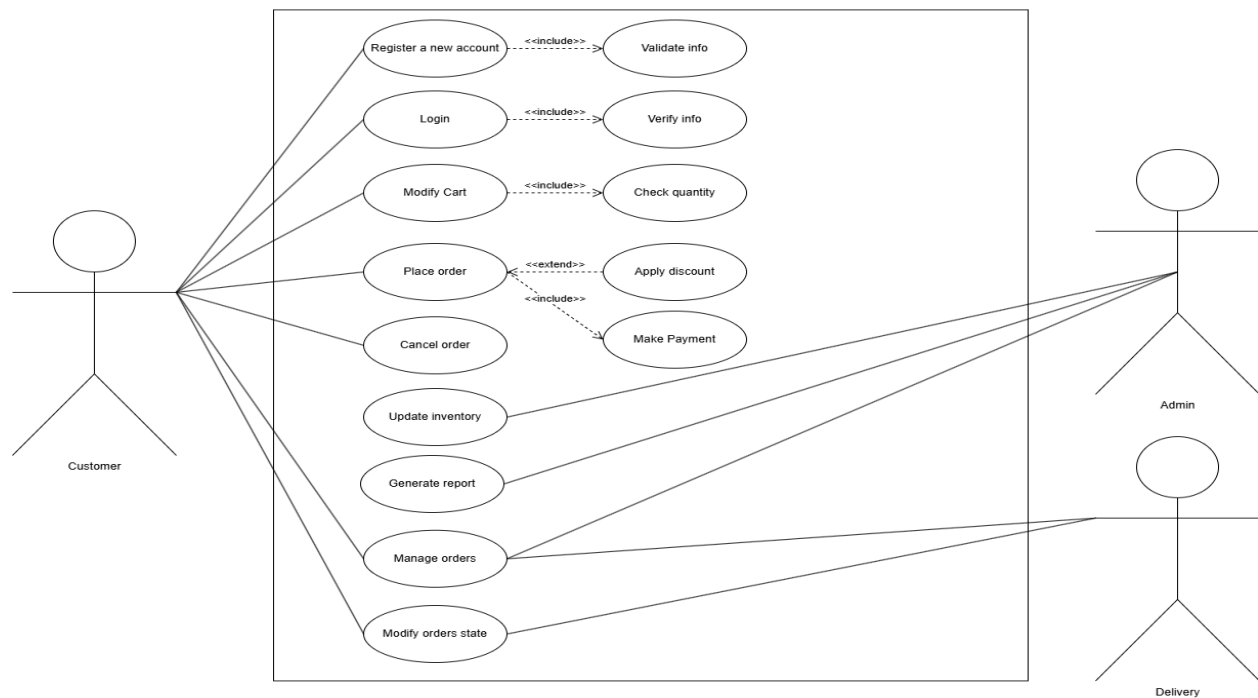 Register a new account
<<include>>
Validate info
Login
<<include>>
Verify info
Modify Cart
<<include>>
Check quantity
Place order
<<extend>>
Apply discount
<<include>>
Make Payment
Cancel order
Update inventory
Generate report
Manage orders
Modify orders state
Customer
Admin
Delivery